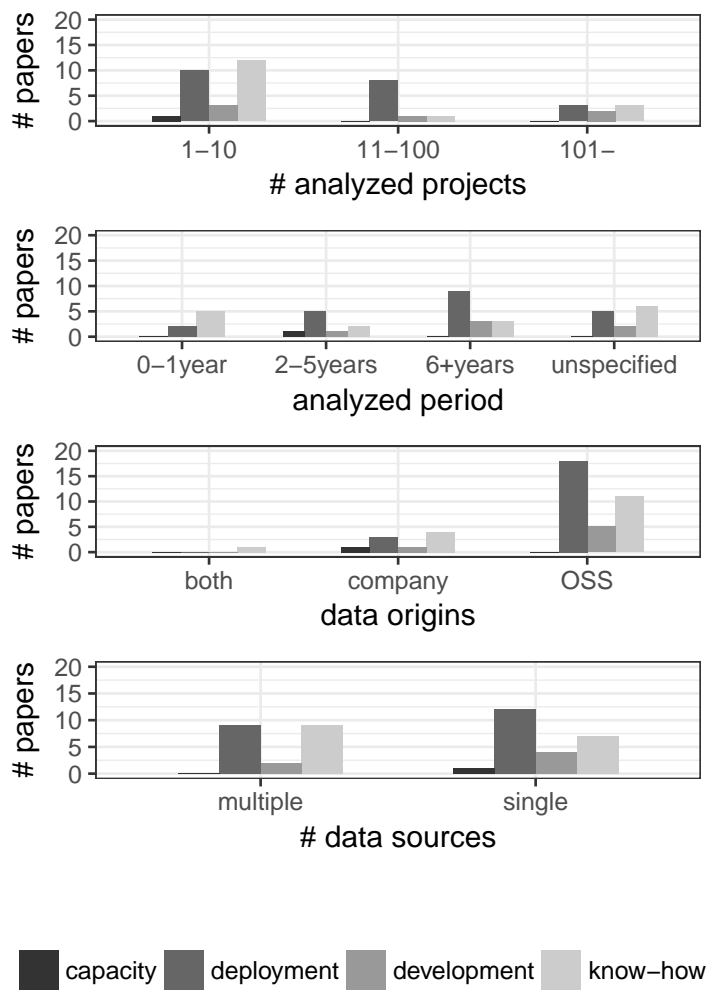 # papers
20
15
10
5
0
1−10 11−100 101−
# analyzed projects
# papers
20
15
10
5
0
0−1year 2−5years 6+years unspecified
analyzed period
# papers
20
15
10
5
0
both company OSS
data origins
# papers
20
15
10
5
0
multiple single
# data sources
capacity deployment development know−how